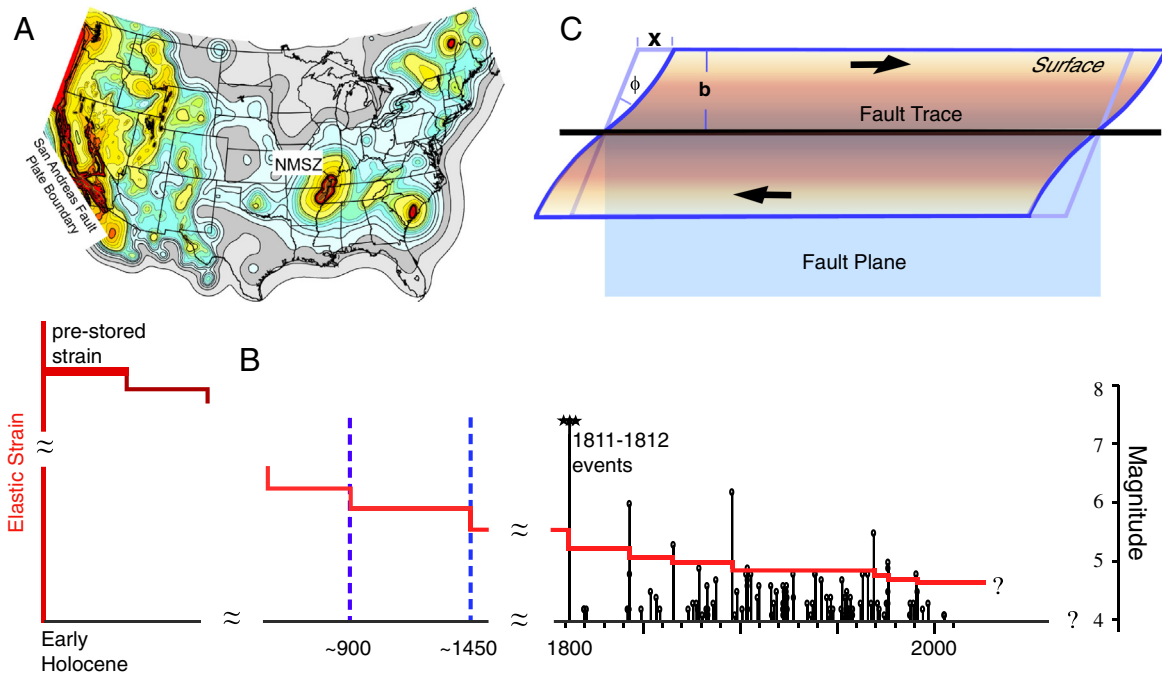 A
NMSZ
San Andreas Fault
Plate Boundary
C
x
ϕ
b
Surface
Fault Trace
Fault Plane
B
pre-stored
strain
Elastic Strain
≈
≈
≈
≈
1811-1812
events
8
7
6
5
4
Magnitude
?
?
Early
Holocene
~900
~1450
1800
2000